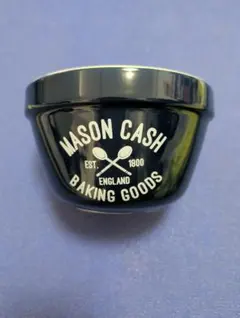 MASON CASH
EST. 1800
ENGLAND
BAKING GOODS